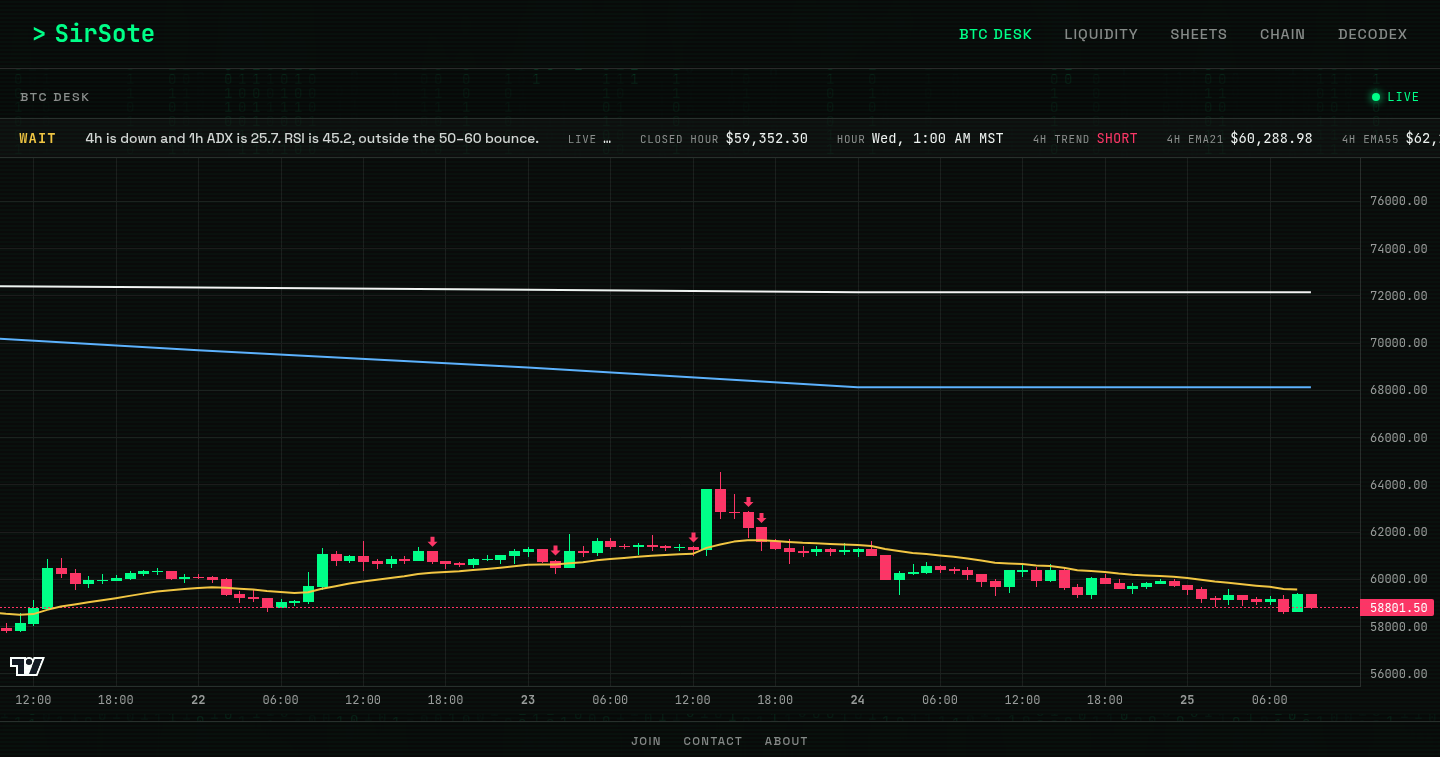 > SirSote
BTC DESK LIQUIDITY SHEETS CHAIN DECODEX
BTC DESK
LIVE
WAIT 4h is down and 1h ADX is 25.7. RSI is 45.2, outside the 50–60 bounce. LIVE … CLOSED HOUR $59,352.30 HOUR Wed, 1:00 AM MST 4H TREND SHORT 4H EMA21 $60,288.98 4H EMA55 $62,
76000.00
74000.00
72000.00
70000.00
68000.00
66000.00
64000.00
62000.00
60000.00
58801.50
58000.00
56000.00
12:00 18:00 22 06:00 12:00 18:00 23 06:00 12:00 18:00 24 06:00 12:00 18:00 25 06:00
JOIN CONTACT ABOUT